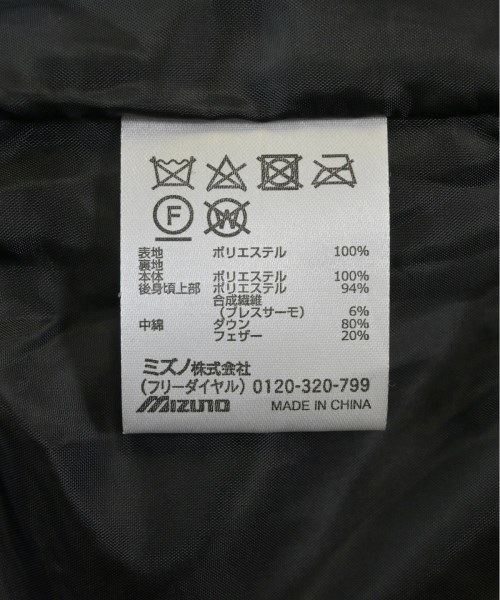 F W
表地 ポリエステル 100%
裏地
本体 ポリエステル 100%
後身頃上部 ポリエステル 94%
合成繊維
(ブレスサーモ) 6%
中綿 ダウン 80%
フェザー 20%
ミズノ株式会社
(フリーダイヤル) 0120-320-799
MIZUNO MADE IN CHINA